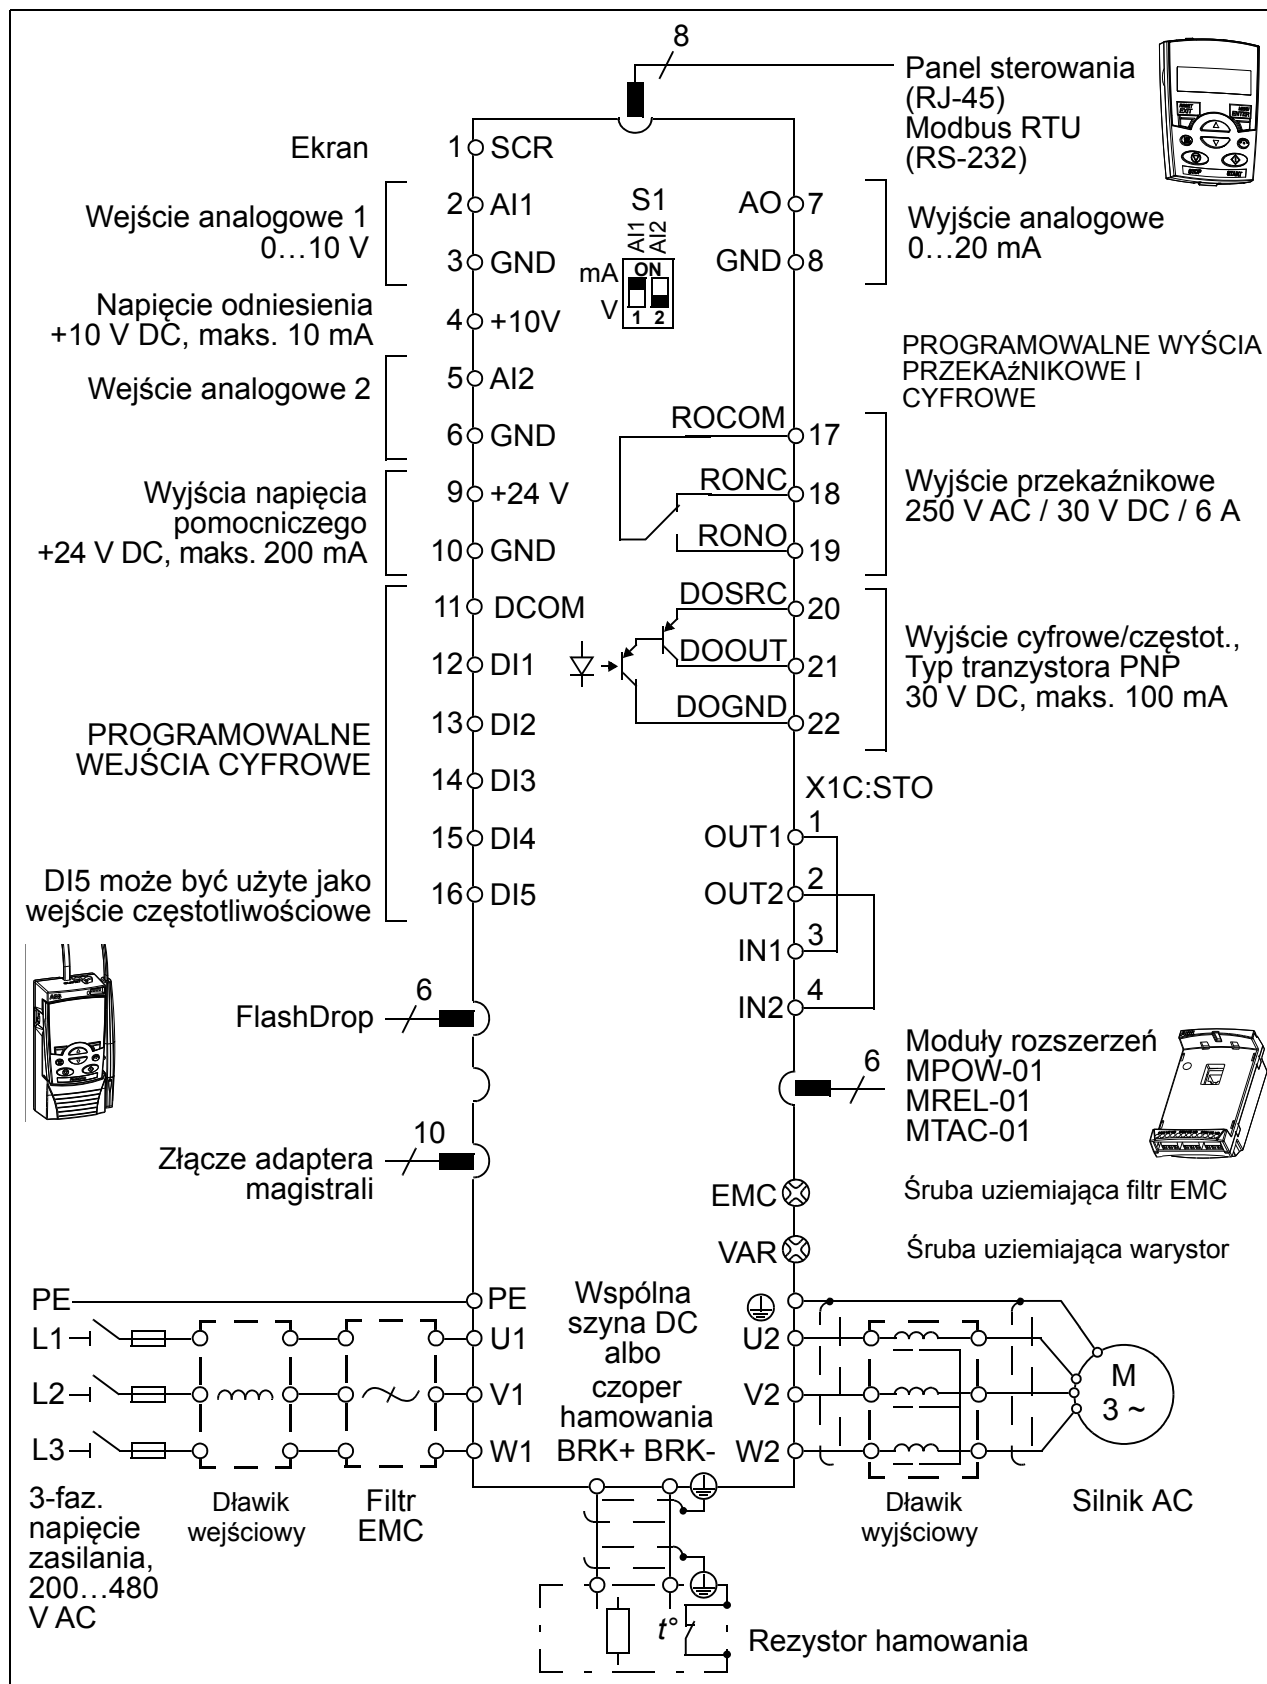 8
Panel sterowania
(RJ-45)
Modbus RTU
(RS-232)
Ekran
1 SCR
Wejście analogowe 1
0…10 V
2 AI1
3 GND
S1
AI1
AI2
mA
V
ON
1 2
AO 7
GND 8
Wyjście analogowe
0…20 mA
Napięcie odniesienia
+10 V DC, maks. 10 mA
4 +10V
Wejście analogowe 2
5 AI2
6 GND
PROGRAMOWALNE WYŚCIA
PRZEKAźNIKOWE I
CYFROWE
ROCOM 17
RONC 18
RONO 19
Wyjście przekaźnikowe
250 V AC / 30 V DC / 6 A
Wyjścia napięcia
pomocniczego
+24 V DC, maks. 200 mA
9 +24 V
10 GND
11 DCOM
12 DI1
13 DI2
14 DI3
15 DI4
16 DI5
PROGRAMOWALNE
WEJŚCIA CYFROWE
DI5 może być użyte jako
wejście częstotliwościowe
DOSRC 20
DOOUT 21
DOGND 22
Wyjście cyfrowe/częstot.,
Typ tranzystora PNP
30 V DC, maks. 100 mA
X1C:STO
OUT1 1
OUT2 2
IN1 3
IN2 4
FlashDrop
6
Moduły rozszerzeń
MPOW-01
MREL-01
MTAC-01
6
Złącze adaptera
magistrali
10
EMC
Śruba uziemiająca filtr EMC
VAR
Śruba uziemiająca warystor
PE
PE
L1
U1
L2
V1
L3
W1
Wspólna
szyna DC
albo
czoper
hamowania
BRK+ BRK-
U2
V2
W2
M
3 ~
3-faz.
napięcie
zasilania,
200…480
V AC
Dławik
wejściowy
Filtr
EMC
Dławik
wyjściowy
Silnik AC
t°
Rezystor hamowania